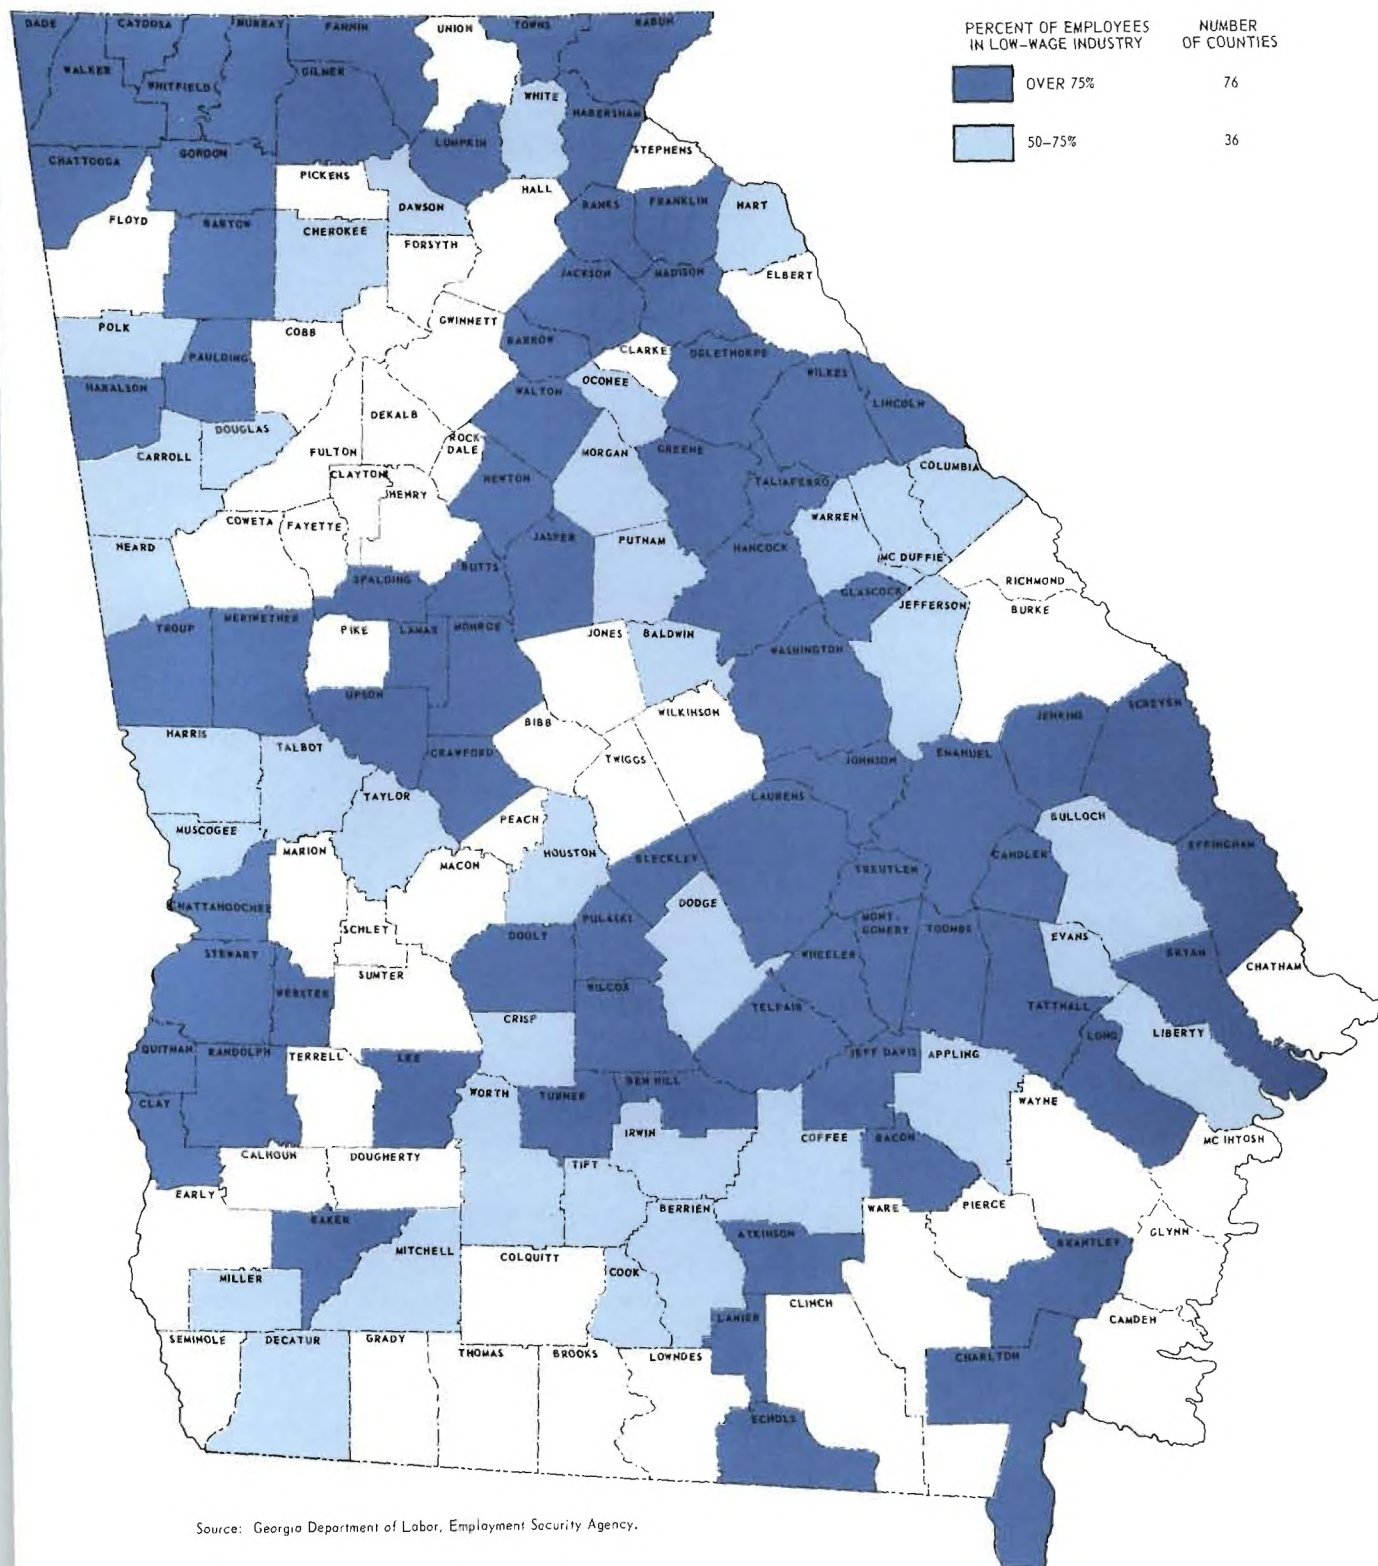 PERCENT OF EMPLOYEES
IN LOW-WAGE INDUSTRY
NUMBER
OF COUNTIES
OVER 75%
76
50-75%
36
DADE
CATOOSA
MURRAY
FANNIN
UNION
TOWNS
RABUN
WALKER
WHITFIELD
GILMER
WHITE
HABERSHAM
LUMPKIN
STEPHENS
CHATTOOGA
GORDON
PICKENS
HALL
FLOYD
BARTOW
CHEROKEE
DAWSON
BANKS
FRANKLIN
HART
FORSYTH
JACKSON
MADISON
ELBERT
POLK
COBB
GWINNETT
PAULDING
BARROW
CLARKE
OGLETHORPE
HARALSON
OCONEE
WALTON
WILKES
LINCOLN
DEKALB
DOUGLAS
CARROLL
FULTON
ROCK
DALE
MORGAN
GREENE
COLUMBIA
CLAYTON
HENRY
NEWTON
TALIAFERRO
COWETA
FAYETTE
WARREN
HEARD
JASPER
PUTNAM
HANCOCK
MC DUFFIE
SPALDING
BUTTS
RICHMOND
GLASCOCK
JEFFERSON
BURKE
TROUP
MERIWETHER
PIKE
LAMAR
MONROE
JONES
BALDWIN
WASHINGTON
UPSON
BIBB
WILKINSON
JENKINS
SCREVEN
HARRIS
TALBOT
CRAWFORD
TWIGGS
JOHNSON
EMANUEL
TAYLOR
LAURENS
MUSCOGEE
PEACH
BULLOCH
MARION
MACON
HOUSTON
BLECKLEY
CANDLER
EFFINGHAM
TREUTLEN
CHATTAHOOCHEE
SCHLEY
DODGE
PULASKI
DOOLY
MONT-
GOMERY
TOOMBS
EVANS
STEWART
SUMTER
WHEELER
BRYAN
CHATHAM
WEBSTER
WILCOX
TELFAIR
TATTNALL
CRISP
LONG
LIBERTY
QUITMAN
RANDOLPH
TERRELL
LEE
JEFF DAVIS
APPLING
CLAY
WORTH
TURNER
BEN HILL
WAYNE
IRWIN
COFFEE
BACON
MC INTOSH
CALHOUN
DOUGHERTY
TIFT
EARLY
BAKER
BERRIEN
WARE
PIERCE
MITCHELL
ATKINSON
BRANTLEY
GLYNN
COLQUITT
COOK
MILLER
CLINCH
LANIER
CAMDEN
SEMINOLE
DECATUR
GRADY
THOMAS
BROOKS
LOWNDES
CHARLTON
ECHOLS
Source: Georgia Department of Labor, Employment Security Agency.